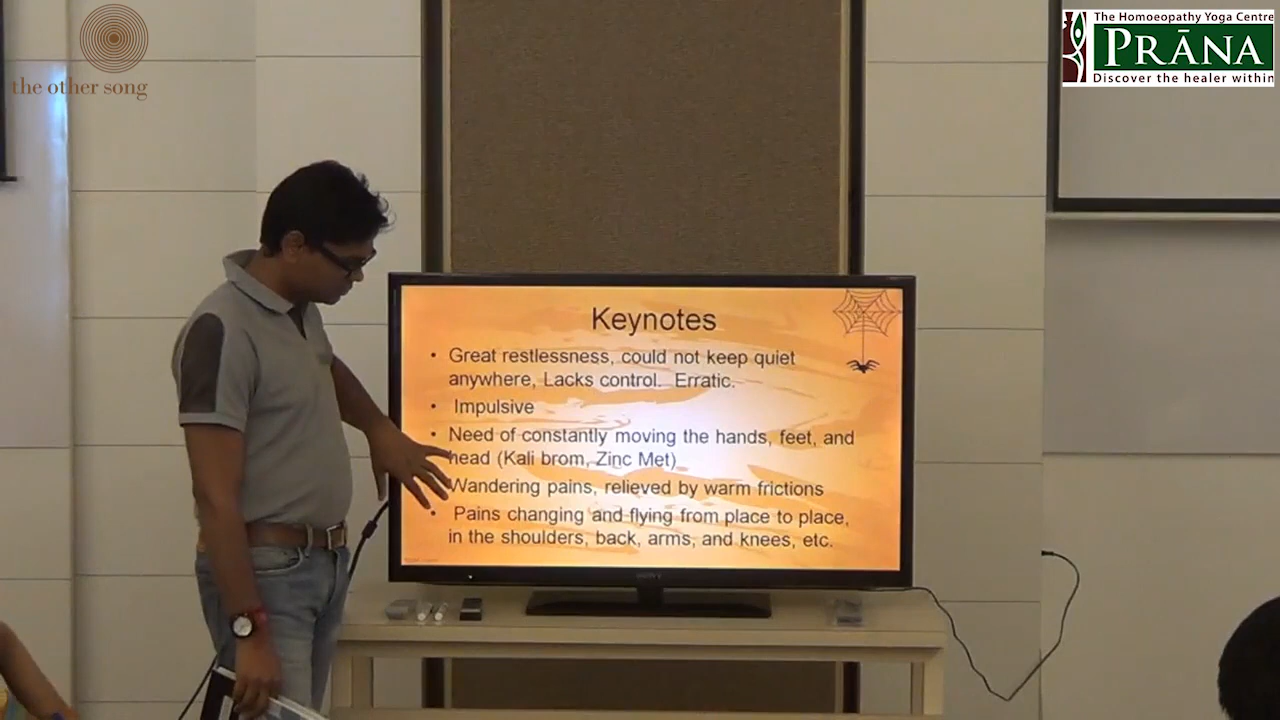 the other song
The Homoeopathy Yoga Centre
PRĀNA
Discover the healer within
Keynotes
• Great restlessness, could not keep quiet
anywhere, Lacks control. Erratic.
• Impulsive
• Need of constantly moving the hands, feet, and
head (Kali brom, Zinc Met)
Wandering pains, relieved by warm frictions
• Pains changing and flying from place to place,
in the shoulders, back, arms, and knees, etc.
SONY